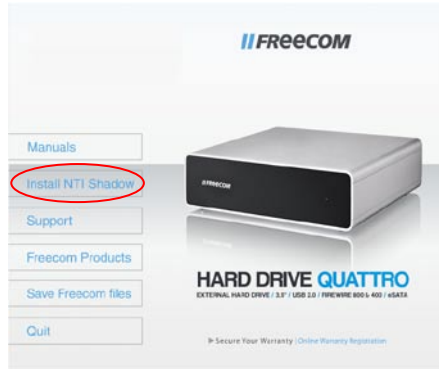 FREECOM
Manuals
Install NTI Shadow
Support
Freecom Products
Save Freecom files
Quit
FREECOM
HARD DRIVE QUATTRO
EXTERNAL HARD DRIVE / 3.5" / USB 2.0 / FIREWIRE 800 & 400 / eSATA
Secure Your Warranty | Online Warranty Registration